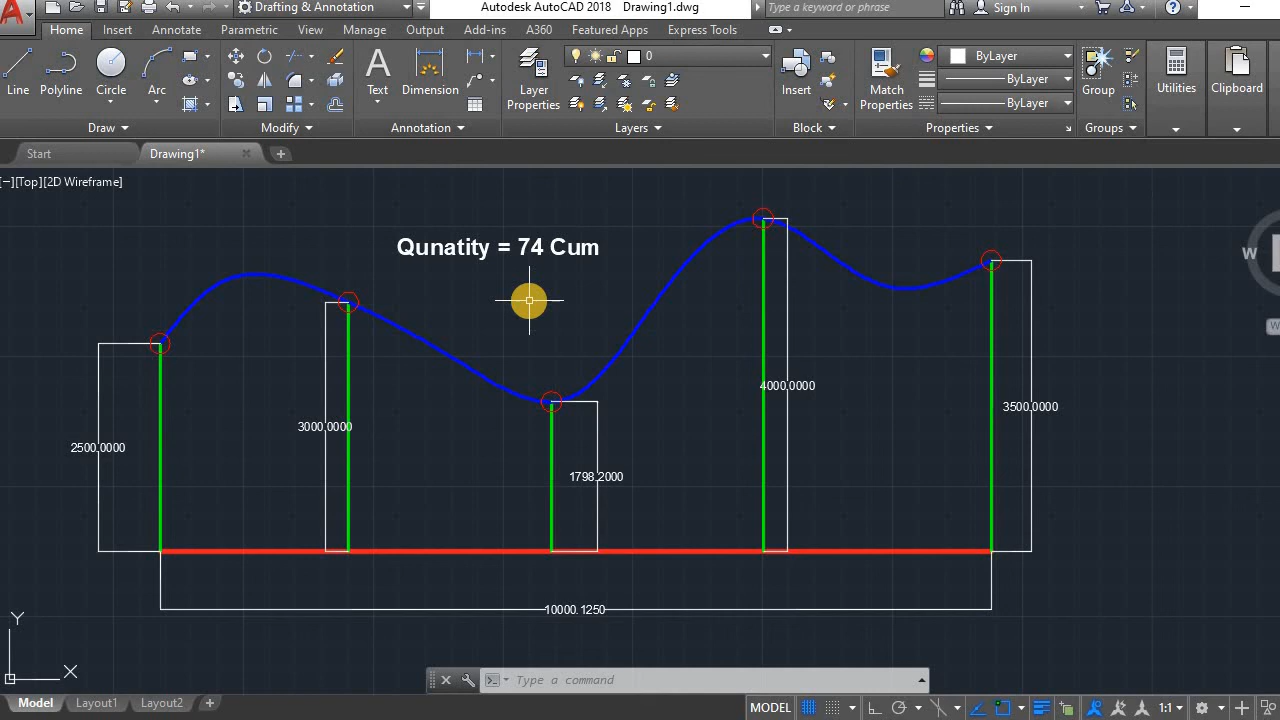 Drafting & Annotation
Autodesk AutoCAD 2018 Drawing1.dwg
Type a keyword or phrase
Sign In
Home Insert Annotate Parametric View Manage Output Add-ins A360 Featured Apps Express Tools
Line Polyline Circle Arc
Draw
Modify
Text Dimension
Annotation
Layer Properties
0
Layers
Insert
Block
Match Properties
ByLayer
ByLayer
ByLayer
Properties
Group
Groups
Utilities
Clipboard
Start
Drawing1*
[−][Top][2D Wireframe]
Qunatity = 74 Cum
W
4000.0000
3500.0000
3000.0000
2500.0000
1798.2000
10000.1250
Y
X
Type a command
Model Layout1 Layout2
MODEL
1:1